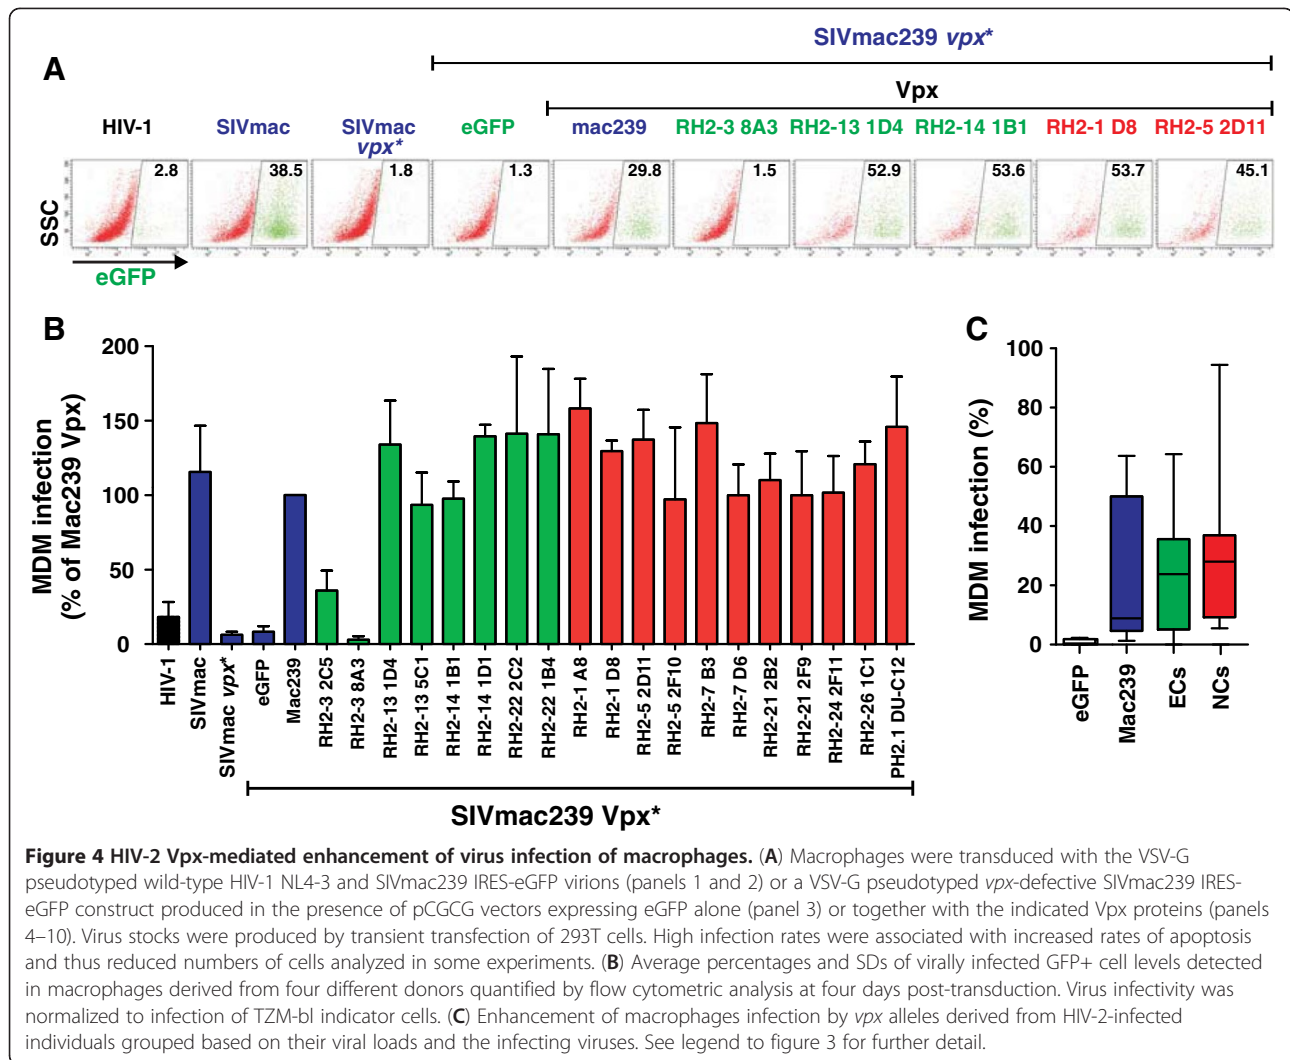 A
SIVmac239 vpx*
Vpx
HIV-1 SIVmac SIVmac vpx* eGFP mac239 RH2-3 8A3 RH2-13 1D4 RH2-14 1B1 RH2-1 D8 RH2-5 2D11
2.8 38.5 1.8 1.3 29.8 1.5 52.9 53.6 53.7 45.1
SSC
eGFP
B
MDM infection
(% of Mac239 Vpx)
200
150
100
50
0
HIV-1
SIVmac
SIVmac vpx*
eGFP
Mac239
RH2-3 2C5
RH2-3 8A3
RH2-13 1D4
RH2-13 5C1
RH2-14 1B1
RH2-14 1D1
RH2-22 2C2
RH2-22 1B4
RH2-1 A8
RH2-1 D8
RH2-5 2D11
RH2-5 2F10
RH2-7 B3
RH2-7 D6
RH2-21 2B2
RH2-21 2F9
RH2-24 2F11
RH2-26 1C1
PH2.1 DU-C12
SIVmac239 Vpx*
C
MDM infection (%)
100
80
60
40
20
0
eGFP
Mac239
ECs
NCs
Figure 4 HIV-2 Vpx-mediated enhancement of virus infection of macrophages. (A) Macrophages were transduced with the VSV-G
pseudotyped wild-type HIV-1 NL4-3 and SIVmac239 IRES-eGFP virions (panels 1 and 2) or a VSV-G pseudotyped vpx-defective SIVmac239 IRES-
eGFP construct produced in the presence of pCGCG vectors expressing eGFP alone (panel 3) or together with the indicated Vpx proteins (panels
4–10). Virus stocks were produced by transient transfection of 293T cells. High infection rates were associated with increased rates of apoptosis
and thus reduced numbers of cells analyzed in some experiments. (B) Average percentages and SDs of virally infected GFP+ cell levels detected
in macrophages derived from four different donors quantified by flow cytometric analysis at four days post-transduction. Virus infectivity was
normalized to infection of TZM-bl indicator cells. (C) Enhancement of macrophages infection by vpx alleles derived from HIV-2-infected
individuals grouped based on their viral loads and the infecting viruses. See legend to figure 3 for further detail.